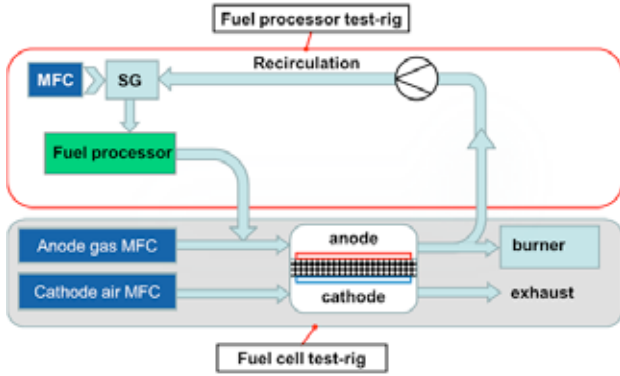 Fuel processor test-rig
Recirculation
MFC
SG
Fuel processor
Anode gas MFC
anode
burner
Cathode air MFC
cathode
exhaust
Fuel cell test-rig